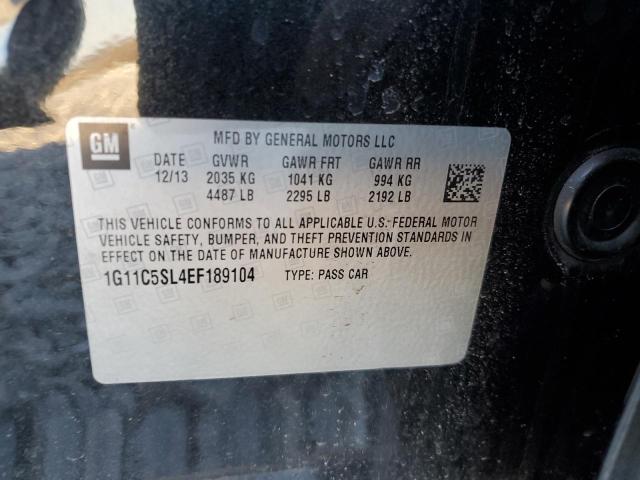 GM
MFD BY GENERAL MOTORS LLC
DATE GVWR GAWR FRT GAWR RR
12/13 2035 KG 1041 KG 994 KG
4487 LB 2295 LB 2192 LB
THIS VEHICLE CONFORMS TO ALL APPLICABLE U.S. FEDERAL MOTOR
VEHICLE SAFETY, BUMPER, AND THEFT PREVENTION STANDARDS IN
EFFECT ON THE DATE OF MANUFACTURE SHOWN ABOVE.
1G11C5SL4EF189104 TYPE: PASS CAR